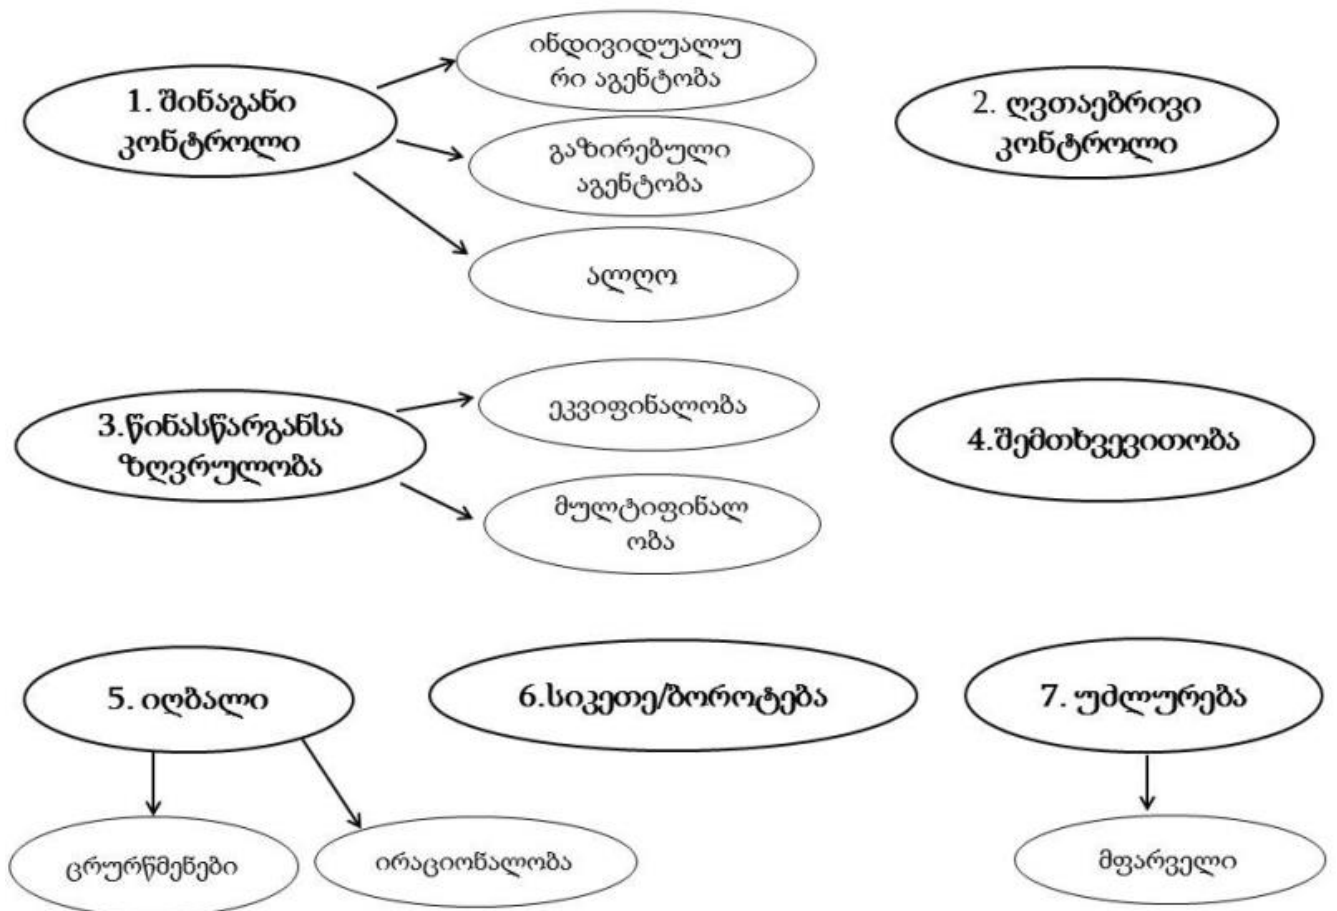 ინდივიდუალუ
რი აგენტობა
1. შინაგანი
კონტროლი
2. ღვთაებრივი
კონტროლი
გაზირებული
აგენტობა
ალღო
ეკვიფინალობა
3.წინასწარგანსა
ზღვრულობა
4.შემთხვევითობა
მულტიფინალ
ობა
5. იღბალი
6.სიკეთე/ბოროტება
7. უძლურება
ცრურწმენები
ირაციონალობა
მფარველი